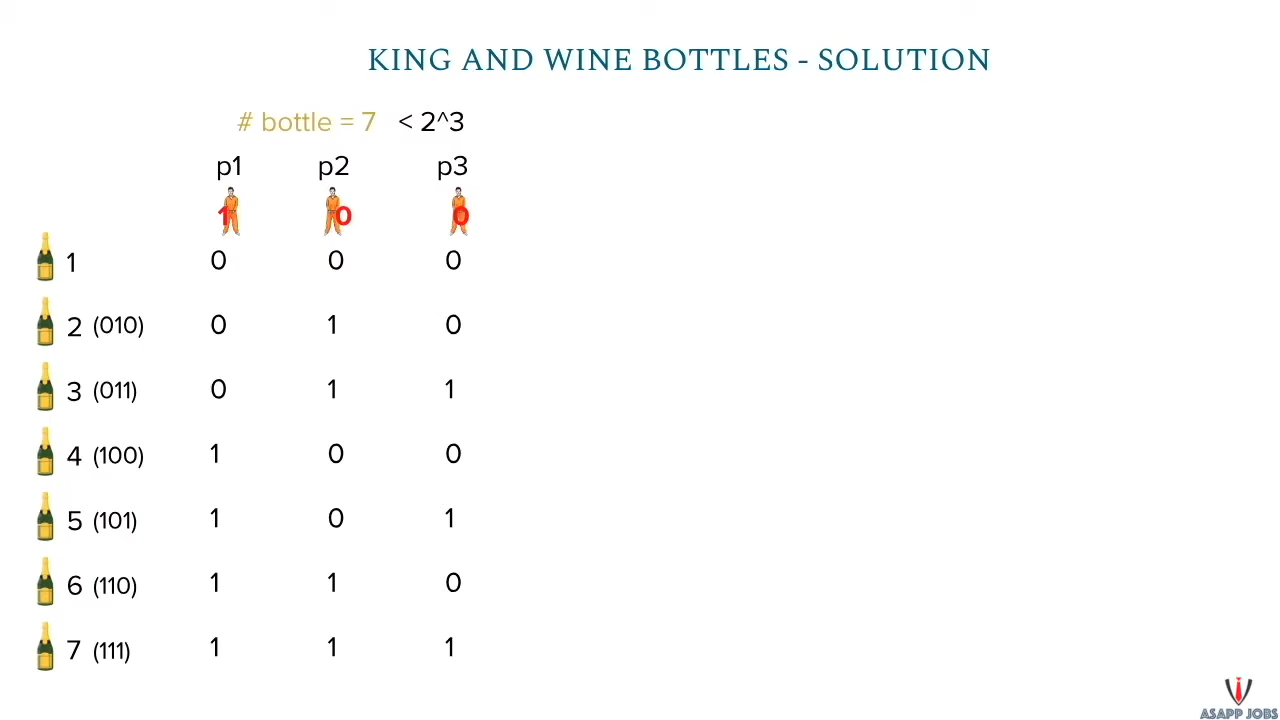 KING AND WINE BOTTLES - SOLUTION
# bottle = 7 < 2^3
p1 p2 p3
1 0 0
1 0 0 0
2 (010) 0 1 0
3 (011) 0 1 1
4 (100) 1 0 0
5 (101) 1 0 1
6 (110) 1 1 0
7 (111) 1 1 1
ASAPP JOBS